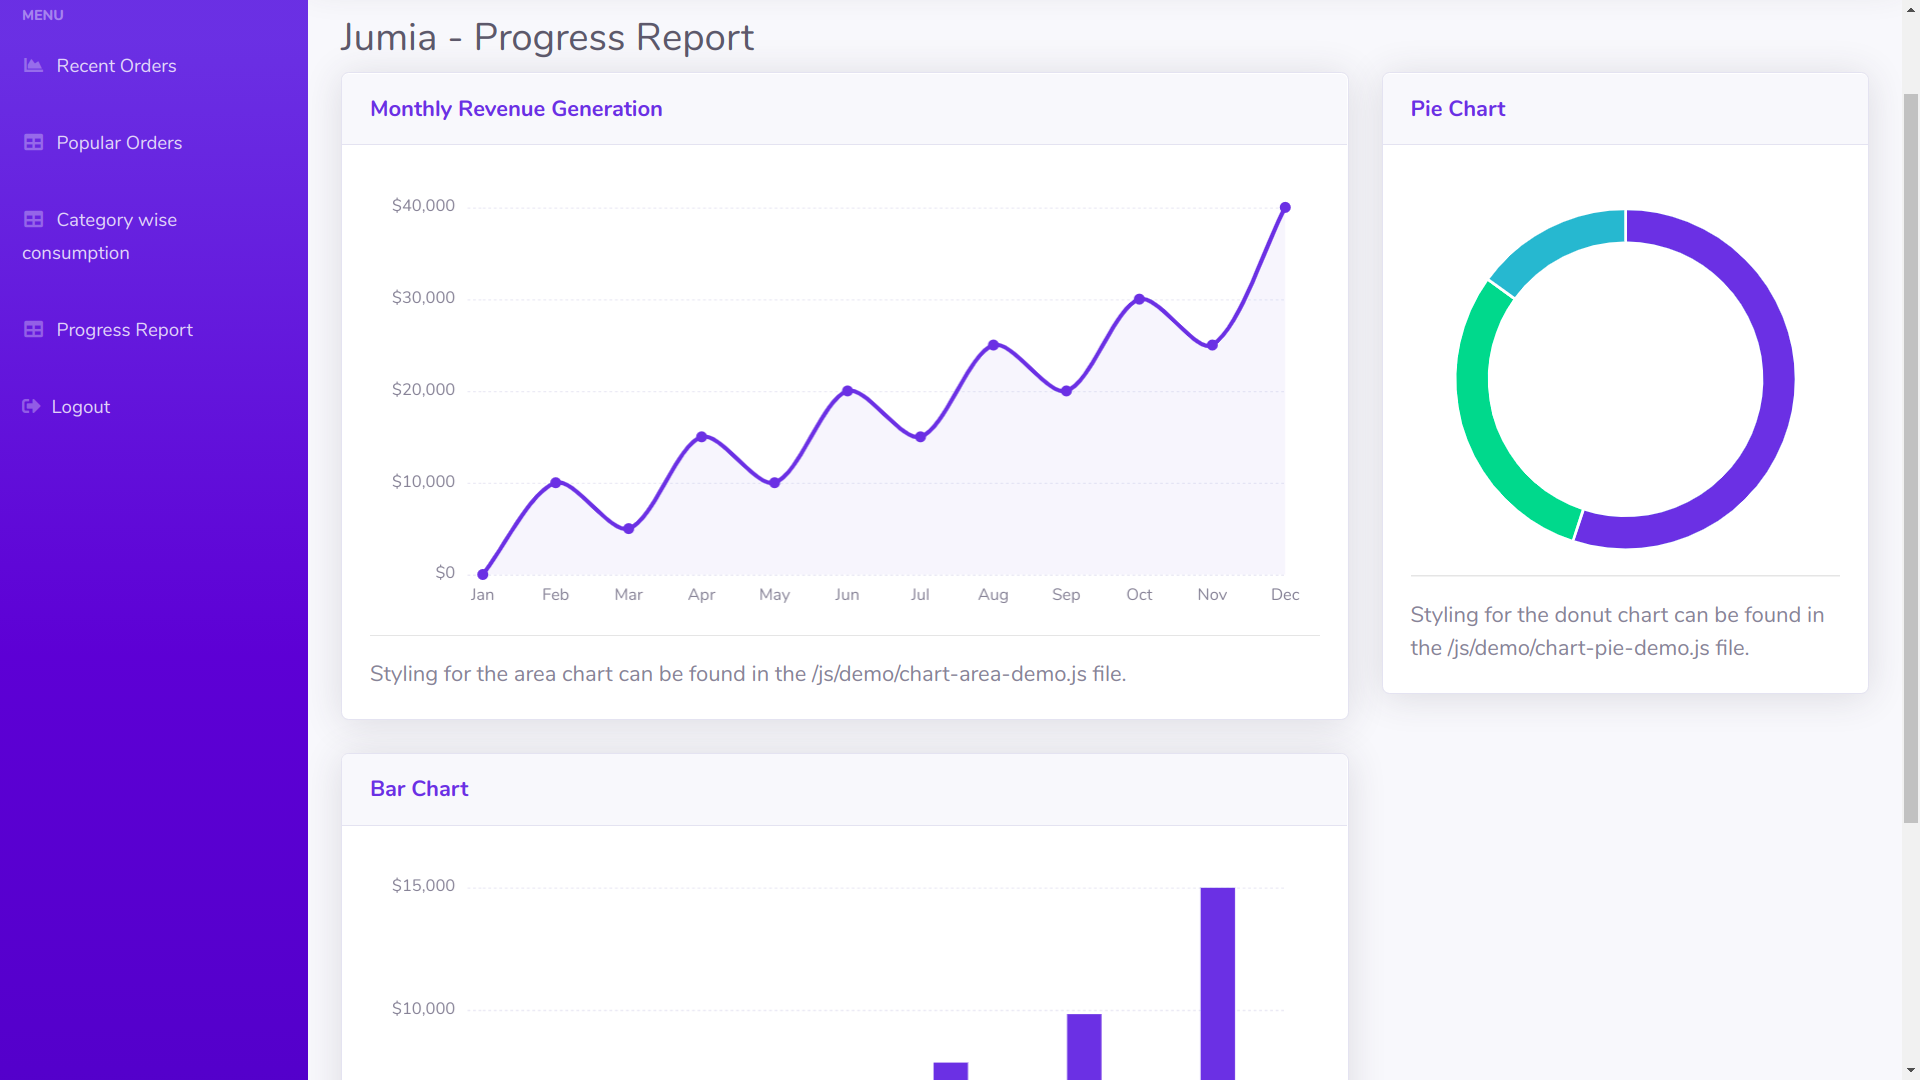 MENU
Recent Orders
Popular Orders
Category wise
consumption
Progress Report
Logout
Jumia - Progress Report
Monthly Revenue Generation
$40,000
$30,000
$20,000
$10,000
$0
Jan Feb Mar Apr May Jun Jul Aug Sep Oct Nov Dec
Styling for the area chart can be found in the /js/demo/chart-area-demo.js file.
Pie Chart
Styling for the donut chart can be found in
the /js/demo/chart-pie-demo.js file.
Bar Chart
$15,000
$10,000